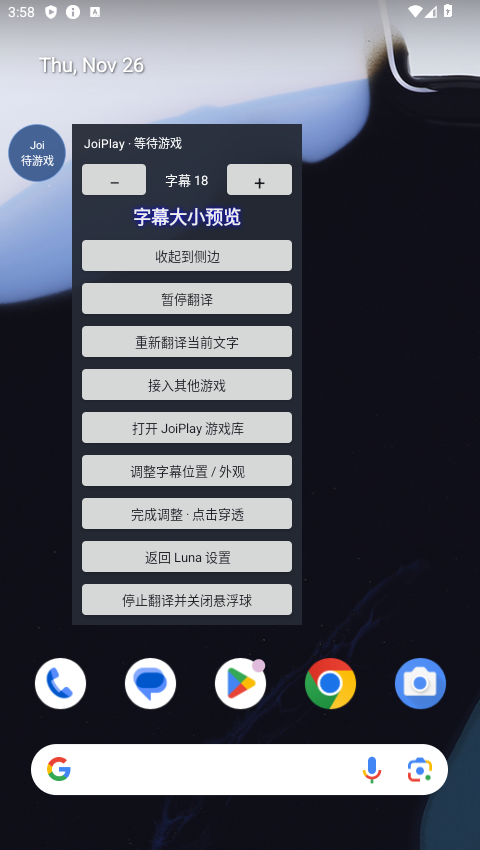 3:58
Thu, Nov 26
Joi
待游戏
JoiPlay · 等待游戏
− 字幕 18 +
字幕大小预览
收起到侧边
暂停翻译
重新翻译当前文字
接入其他游戏
打开 JoiPlay 游戏库
调整字幕位置 / 外观
完成调整 · 点击穿透
返回 Luna 设置
停止翻译并关闭悬浮球